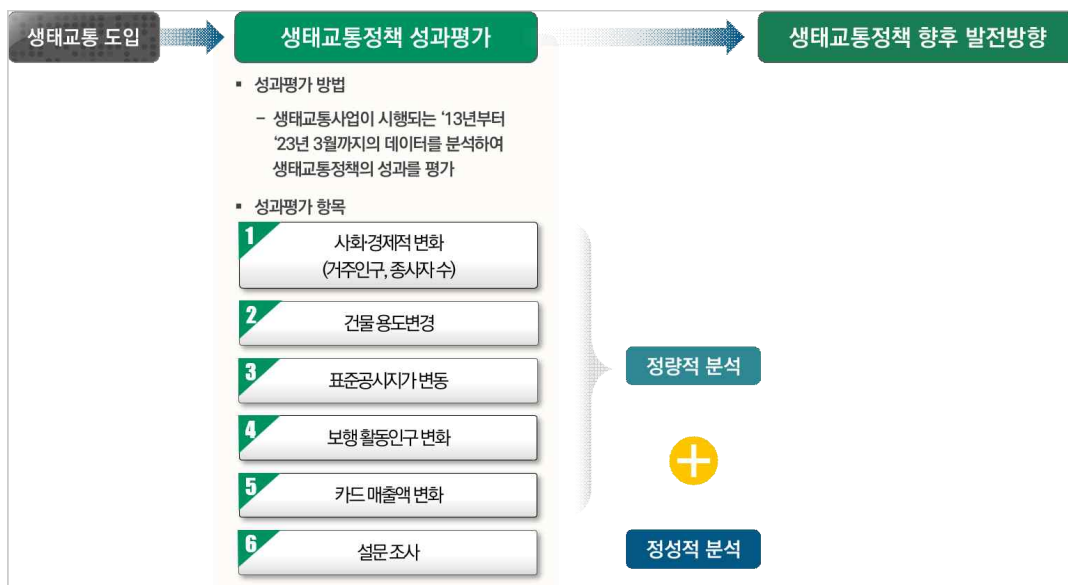 생태교통 도입
생태교통정책 성과평가
생태교통정책 향후 발전방향
▪ 성과평가 방법
– 생태교통사업이 시행되는 ‘13년부터
‘23년 3월까지의 데이터를 분석하여
생태교통정책의 성과를 평가
▪ 성과평가 항목
1
사회·경제적 변화
(거주인구, 종사자 수)
2
건물 용도변경
3
표준공시지가 변동
4
보행 활동인구 변화
5
카드 매출액 변화
6
설문 조사
정량적 분석
+
정성적 분석